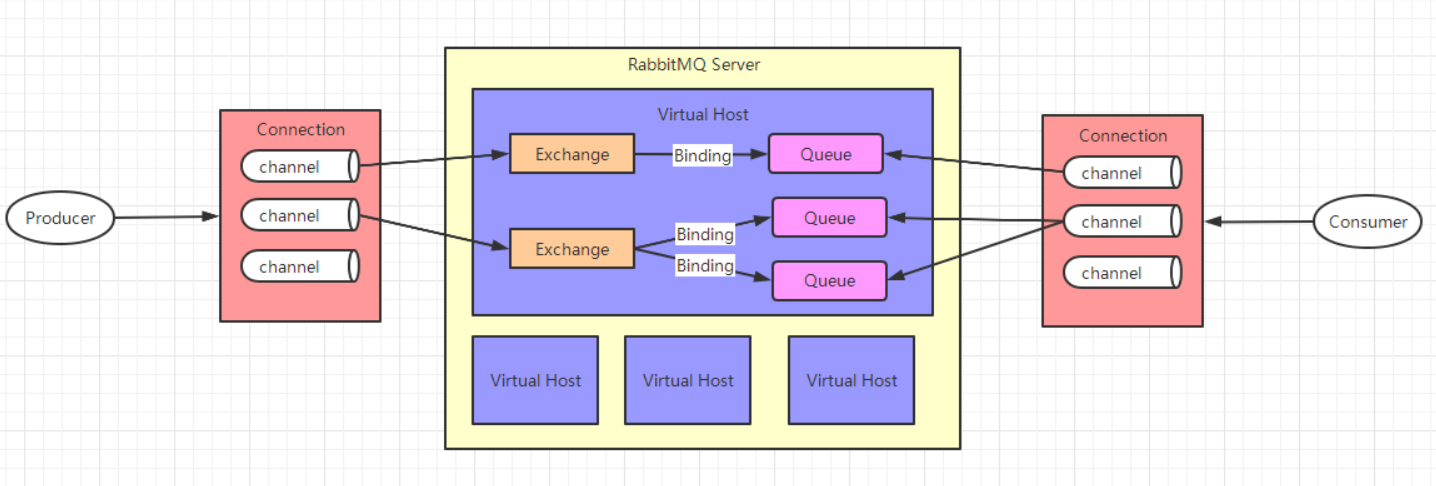 RabbitMQ Server
Virtual Host
Connection
channel
channel
channel
Producer
Exchange
Binding
Queue
Exchange
Binding
Queue
Binding
Queue
Connection
channel
channel
channel
Consumer
Virtual Host
Virtual Host
Virtual Host